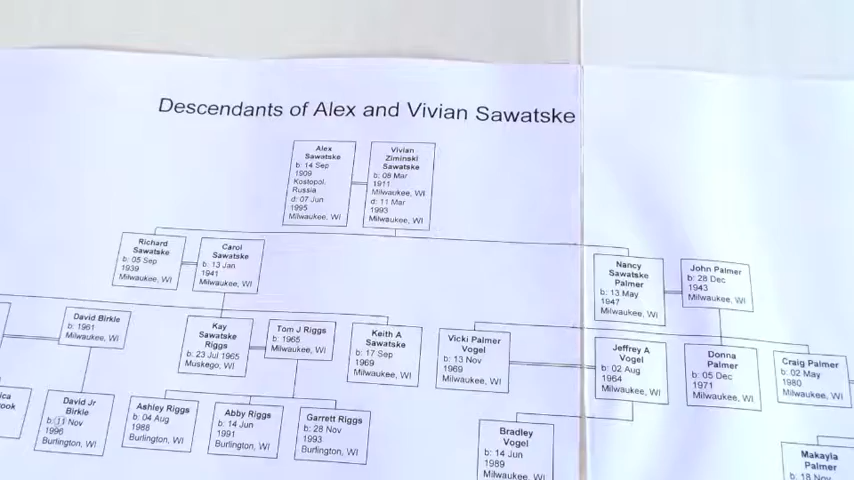 Descendants of Alex and Vivian Sawatske
Alex
Sawatske
b: 14 Sep
1909
Kostopol,
Russia
d: 07 Jun
1995
Milwaukee, WI
Vivian
Ziminski
Sawatske
b: 08 Mar
1911
Milwaukee, WI
d: 11 Mar
1993
Milwaukee, WI
Richard
Sawatske
b: 05 Sep
1939
Milwaukee, WI
Carol
Sawatske
b: 13 Jan
1941
Milwaukee, WI
Nancy
Sawatske
Palmer
b: 13 May
1947
Milwaukee, WI
John Palmer
b: 28 Dec
1943
Milwaukee, WI
David Birkle
b: 1961
Milwaukee, WI
Kay
Sawatske
Riggs
b: 23 Jul 1965
Muskego, WI
Tom J Riggs
b: 1965
Milwaukee, WI
Keith A
Sawatske
b: 17 Sep
1969
Milwaukee, WI
Vicki Palmer
Vogel
b: 13 Nov
1969
Milwaukee, WI
Jeffrey A
Vogel
b: 02 Aug
1964
Milwaukee, WI
Donna
Palmer
b: 05 Dec
1971
Milwaukee, WI
Craig Palmer
b: 02 May
1980
Milwaukee, WI
ica
ook
David Jr
Birkle
b: 11 Nov
1996
Burlington, WI
Ashley Riggs
b: 04 Aug
1988
Burlington, WI
Abby Riggs
b: 14 Jun
1991
Burlington, WI
Garrett Riggs
b: 28 Nov
1993
Burlington, WI
Bradley
Vogel
b: 14 Jun
1989
Milwaukee, WI
Makayla
Palmer
b: 18 Nov